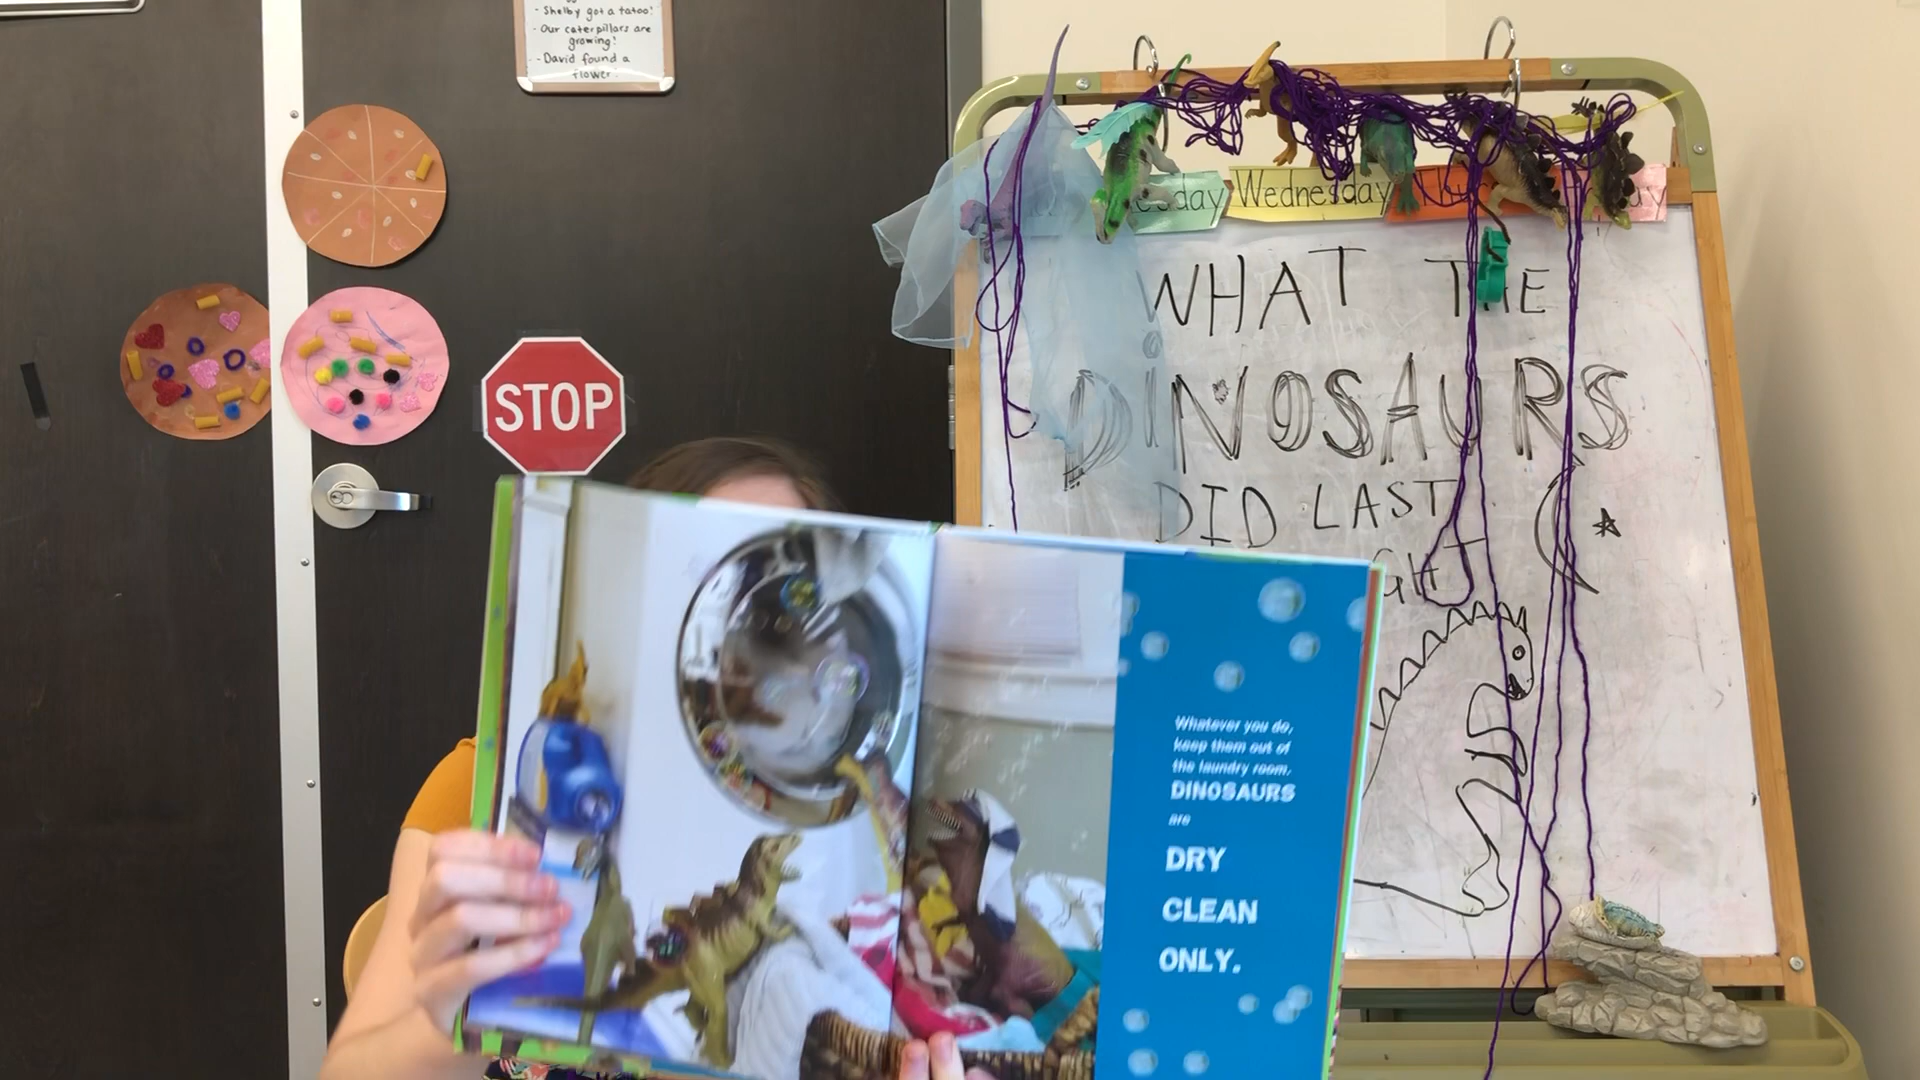 - Shelby got a tatoo!
- Our caterpillars are
growing!
- David found a
flower!
STOP
Wednesday
WHAT THE
DINOSAURS
DID LAST
Whatever you do,
keep them out of
the laundry room.
DINOSAURS
are
DRY
CLEAN
ONLY.